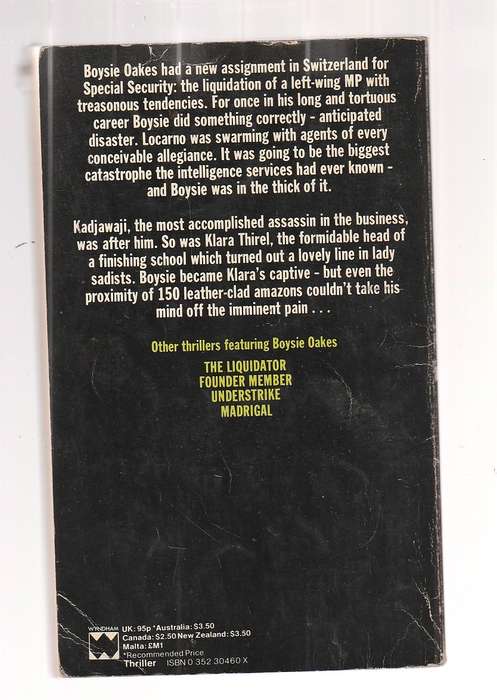 Boysie Oakes had a new assignment in Switzerland for
Special Security: the liquidation of a left-wing MP with
treasonous tendencies. For once in his long and tortuous
career Boysie did something correctly - anticipated
disaster. Locarno was swarming with agents of every
conceivable allegiance. It was going to be the biggest
catastrophe the intelligence services had ever known -
and Boysie was in the thick of it.
Kadjawaji, the most accomplished assassin in the business,
was after him. So was Klara Thirel, the formidable head of
a finishing school which turned out a lovely line in lady
sadists. Boysie became Klara's captive - but even the
proximity of 150 leather-clad amazons couldn't take his
mind off the imminent pain . . .
Other thrillers featuring Boysie Oakes
THE LIQUIDATOR
FOUNDER MEMBER
UNDERSTRIKE
MADRIGAL
WYNDHAM
UK: 95p *Australia: $3.50
Canada: $2.50 New Zealand: $3.50
Malta: £M1
*Recommended Price
Thriller ISBN 0 352 30460 X